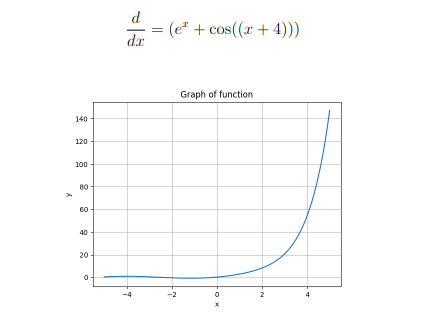 d/dx = (e^x + cos((x + 4)))
Graph of function
140
120
100
80
60
40
20
0
y
−4 −2 0 2 4
x